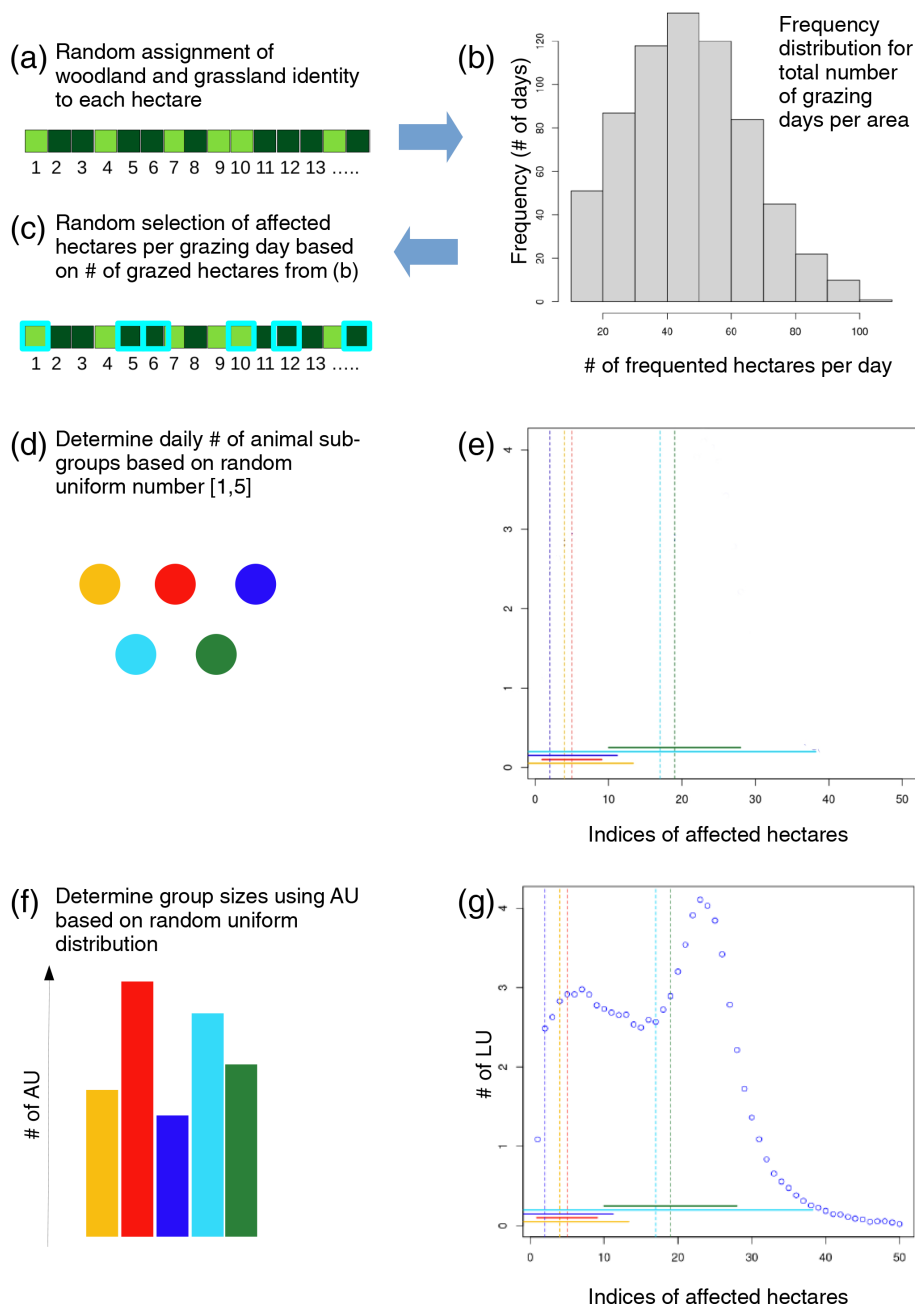 (a) Random assignment of
woodland and grassland identity
to each hectare
1 2 3 4 5 6 7 8 9 10 11 12 13 .....
(b)
Frequency
distribution for
total number
of grazing
days per area
Frequency (# of days)
0 20 40 60 80 100 120
20 40 60 80 100
# of frequented hectares per day
(c) Random selection of affected
hectares per grazing day based
on # of grazed hectares from (b)
1 2 3 4 5 6 7 8 9 10 11 12 13 .....
(d) Determine daily # of animal sub-
groups based on random
uniform number [1,5]
(e)
0 1 2 3 4
0 10 20 30 40 50
Indices of affected hectares
(f) Determine group sizes using AU
based on random uniform
distribution
# of AU
(g)
# of LU
0 1 2 3 4
0 10 20 30 40 50
Indices of affected hectares